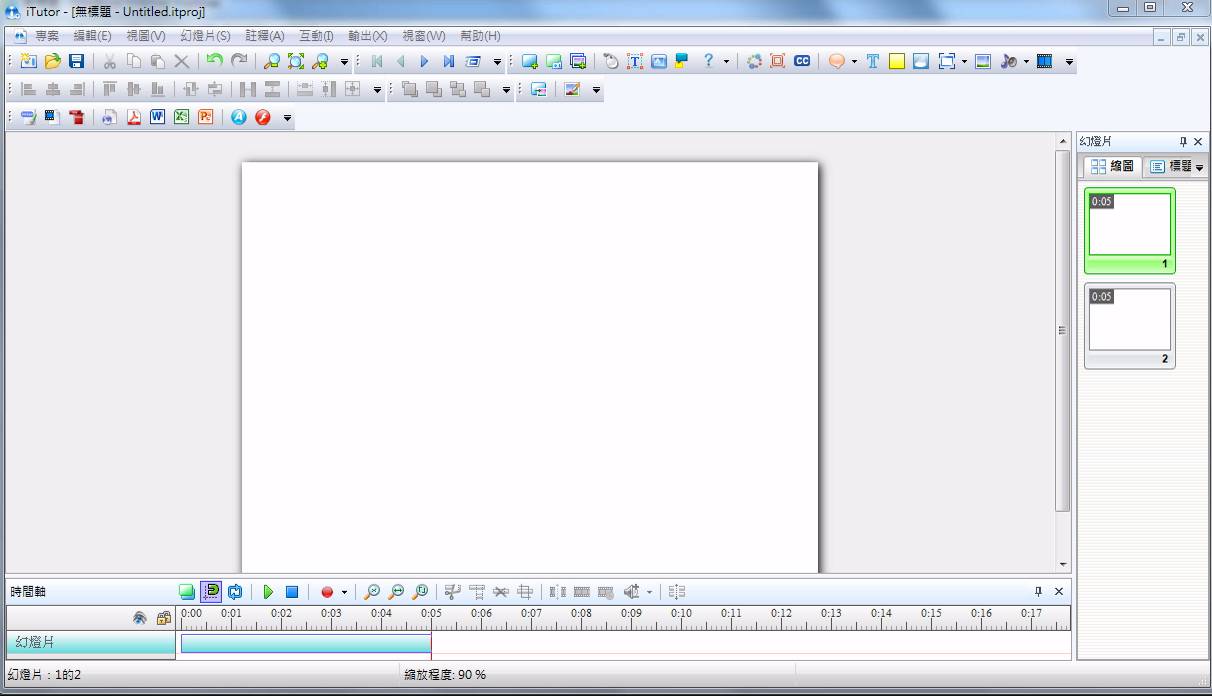 iTutor - [無標題 - Untitled.itproj]
專案 編輯(E) 視圖(V) 幻燈片(S) 註釋(A) 互動(I) 輸出(X) 視窗(W) 幫助(H)
CC
幻燈片
縮圖 標題
0:05
1
0:05
2
時間軸
0:00 0:01 0:02 0:03 0:04 0:05 0:06 0:07 0:08 0:09 0:10 0:11 0:12 0:13 0:14 0:15 0:16 0:17
幻燈片
幻燈片：1的2 縮放程度: 90 %